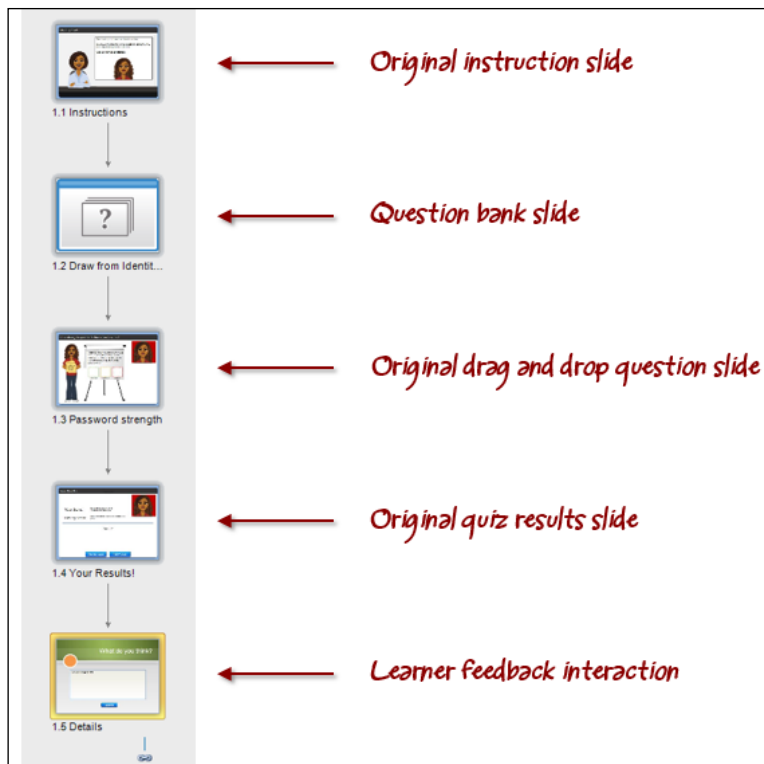 Original instruction slide
1.1 Instructions
Question bank slide
?
1.2 Draw from Identit...
Original drag and drop question slide
1.3 Password strength
Original quiz results slide
1.4 Your Results!
What do you think?
Learner feedback interaction
1.5 Details